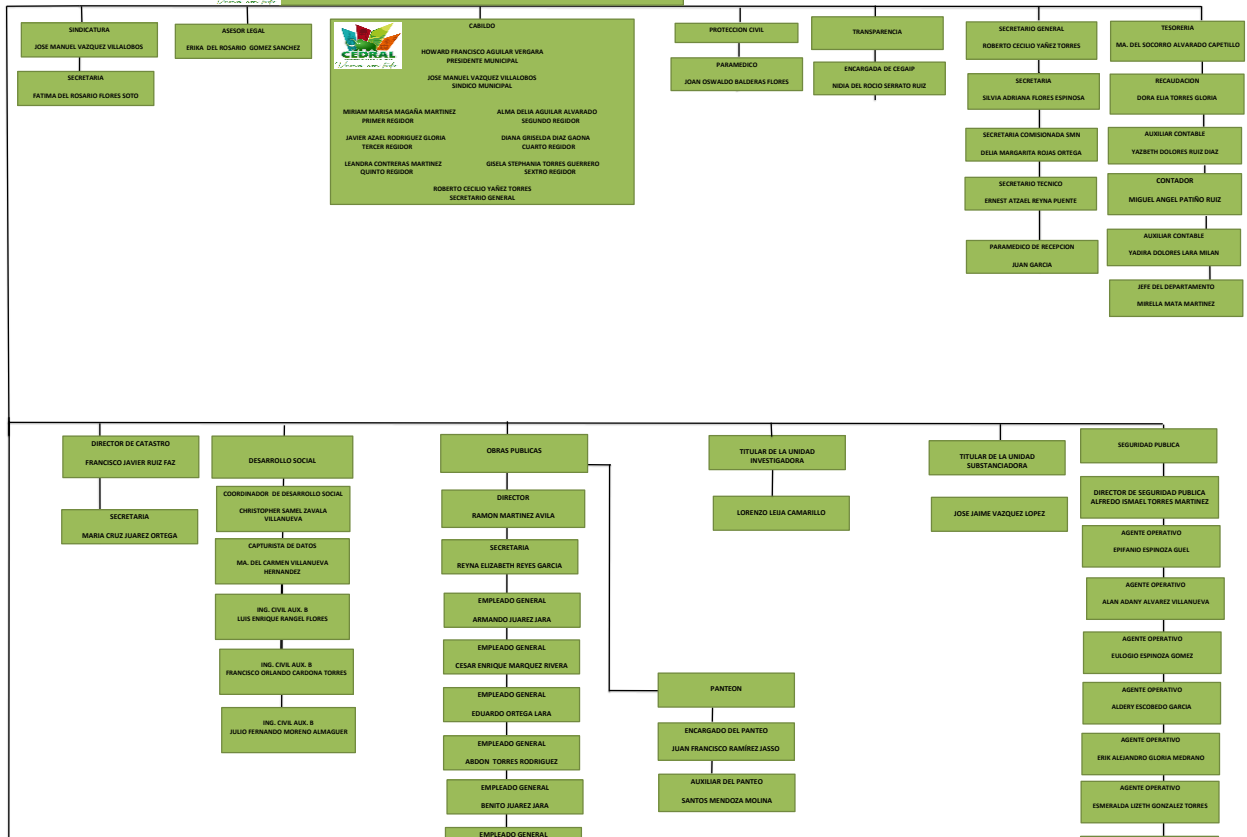 SINDICATURA
JOSE MANUEL VAZQUEZ VILLALOBOS
SECRETARIA
FATIMA DEL ROSARIO FLORES SOTO
ASESOR LEGAL
ERIKA DEL ROSARIO GOMEZ SANCHEZ
CEDRAL
CABILDO
HOWARD FRANCISCO AGUILAR VERGARA
PRESIDENTE MUNICIPAL
JOSE MANUEL VAZQUEZ VILLALOBOS
SINDICO MUNICIPAL
MIRIAM MARISA MAGAÑA MARTINEZ
PRIMER REGIDOR
ALMA DELIA AGUILAR ALVARADO
SEGUNDO REGIDOR
JAVIER AZAEL RODRIGUEZ GLORIA
TERCER REGIDOR
DIANA GRISELDA DIAZ GAONA
CUARTO REGIDOR
LEANDRA CONTRERAS MARTINEZ
QUINTO REGIDOR
GISELA STEPHANIA TORRES GUERRERO
SEXTRO REGIDOR
ROBERTO CECILIO YAÑEZ TORRES
SECRETARIO GENERAL
PROTECCION CIVIL
PARAMEDICO
JOAN OSWALDO BALDERAS FLORES
TRANSPARENCIA
ENCARGADA DE CEGAIP
NIDIA DEL ROCIO SERRATO RUIZ
SECRETARIO GENERAL
ROBERTO CECILIO YAÑEZ TORRES
SECRETARIA
SILVIA ADRIANA FLORES ESPINOSA
SECRETARIA COMISIONADA SMN
DELIA MARGARITA ROJAS ORTEGA
SECRETARIO TECNICO
ERNEST ATZAEL REYNA PUENTE
PARAMEDICO DE RECEPCION
JUAN GARCIA
TESORERIA
MA. DEL SOCORRO ALVARADO CAPETILLO
RECAUDACION
DORA ELIA TORRES GLORIA
AUXILIAR CONTABLE
YAZBETH DOLORES RUIZ DIAZ
CONTADOR
MIGUEL ANGEL PATIÑO RUIZ
AUXILIAR CONTABLE
YADIRA DOLORES LARA MILAN
JEFE DEL DEPARTAMENTO
MIRELLA MATA MARTINEZ
DIRECTOR DE CATASTRO
FRANCISCO JAVIER RUIZ FAZ
SECRETARIA
MARIA CRUZ JUAREZ ORTEGA
DESARROLLO SOCIAL
COORDINADOR DE DESARROLLO SOCIAL
CHRISTOPHER SAMEL ZAVALA
VILLANUEVA
CAPTURISTA DE DATOS
MA. DEL CARMEN VILLANUEVA
HERNANDEZ
ING. CIVIL AUX. B
LUIS ENRIQUE RANGEL FLORES
ING. CIVIL AUX. B
FRANCISCO ORLANDO CARDONA TORRES
ING. CIVIL AUX. B
JULIO FERNANDO MORENO ALMAGUER
OBRAS PUBLICAS
DIRECTOR
RAMON MARTINEZ AVILA
SECRETARIA
REYNA ELIZABETH REYES GARCIA
EMPLEADO GENERAL
ARMANDO JUAREZ JARA
EMPLEADO GENERAL
CESAR ENRIQUE MARQUEZ RIVERA
EMPLEADO GENERAL
EDUARDO ORTEGA LARA
EMPLEADO GENERAL
ABDON TORRES RODRIGUEZ
EMPLEADO GENERAL
BENITO JUAREZ JARA
EMPLEADO GENERAL
PANTEON
ENCARGADO DEL PANTEO
JUAN FRANCISCO RAMÍREZ JASSO
AUXILIAR DEL PANTEO
SANTOS MENDOZA MOLINA
TITULAR DE LA UNIDAD
INVESTIGADORA
LORENZO LEIJA CAMARILLO
TITULAR DE LA UNIDAD
SUBSTANCIADORA
JOSE JAIME VAZQUEZ LOPEZ
SEGURIDAD PUBLICA
DIRECTOR DE SEGURIDAD PUBLICA
ALFREDO ISMAEL TORRES MARTINEZ
AGENTE OPERATIVO
EPIFANIO ESPINOZA GUEL
AGENTE OPERATIVO
ALAN ADANY ALVAREZ VILLANUEVA
AGENTE OPERATIVO
EULOGIO ESPINOZA GOMEZ
AGENTE OPERATIVO
ALDERY ESCOBEDO GARCIA
AGENTE OPERATIVO
ERIK ALEJANDRO GLORIA MEDRANO
AGENTE OPERATIVO
ESMERALDA LIZETH GONZALEZ TORRES